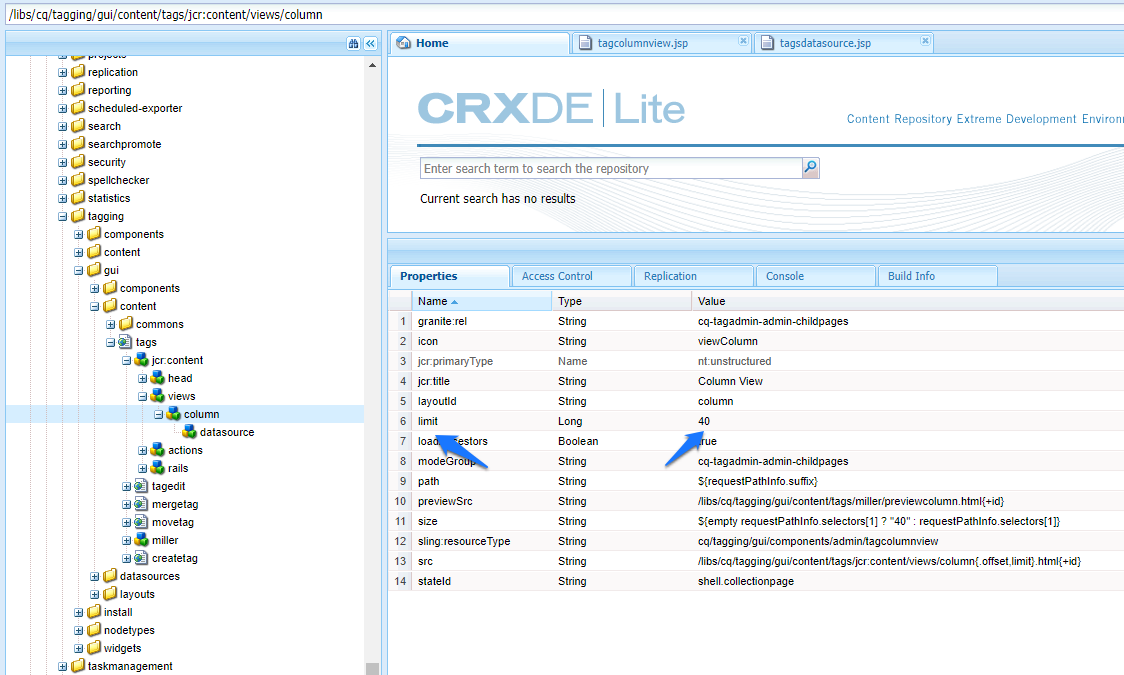 /libs/cq/tagging/gui/content/tags/jcr:content/views/column
projects
replication
reporting
scheduled-exporter
search
searchpromote
security
spellchecker
statistics
tagging
components
content
gui
components
content
commons
tags
jcr:content
head
views
column
datasource
actions
rails
tagedit
mergetag
movetag
miller
createtag
datasources
layouts
install
nodetypes
widgets
taskmanagement
Home tagcolumnview.jsp tagsdatasource.jsp
CRXDE Lite
Content Repository Extreme Development Environ
Enter search term to search the repository
Current search has no results
Properties Access Control Replication Console Build Info
Name Type Value
1 granite:rel String cq-tagadmin-admin-childpages
2 icon String viewColumn
3 jcr:primaryType Name nt:unstructured
4 jcr:title String Column View
5 layoutId String column
6 limit Long 40
7 Boolean true
8 modeGroup String cq-tagadmin-admin-childpages
9 path String ${requestPathInfo.suffix}
10 previewSrc String /libs/cq/tagging/gui/content/tags/miller/previewcolumn.html{+id}
11 size String ${empty requestPathInfo.selectors[1] ? "40" : requestPathInfo.selectors[1]}
12 sling:resourceType String cq/tagging/gui/components/admin/tagcolumnview
13 src String /libs/cq/tagging/gui/content/tags/jcr:content/views/column{.offset,limit}.html{+id}
14 stateId String shell.collectionpage